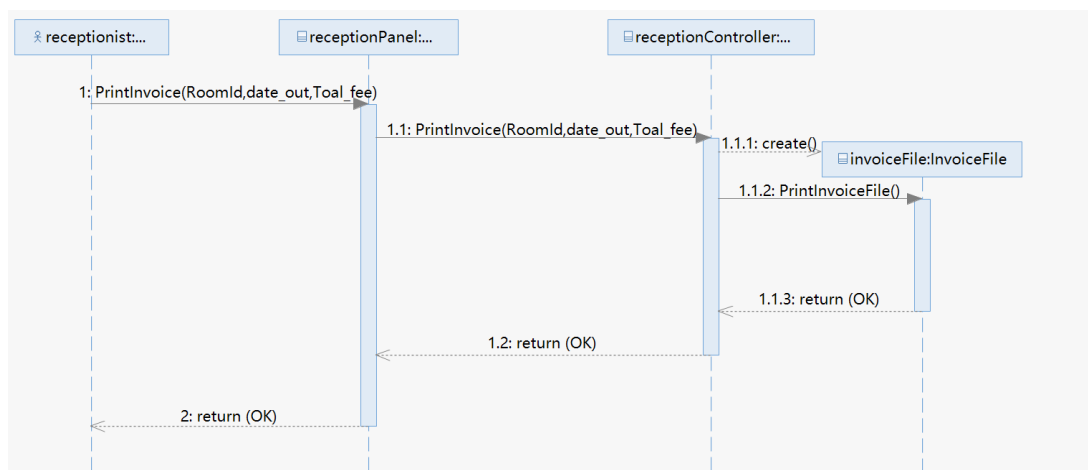 receptionist:...
receptionPanel:...
receptionController:...
1: PrintInvoice(RoomId,date_out,Toal_fee)
1.1: PrintInvoice(RoomId,date_out,Toal_fee)
1.1.1: create()
invoiceFile:InvoiceFile
1.1.2: PrintInvoiceFile()
1.1.3: return (OK)
1.2: return (OK)
2: return (OK)